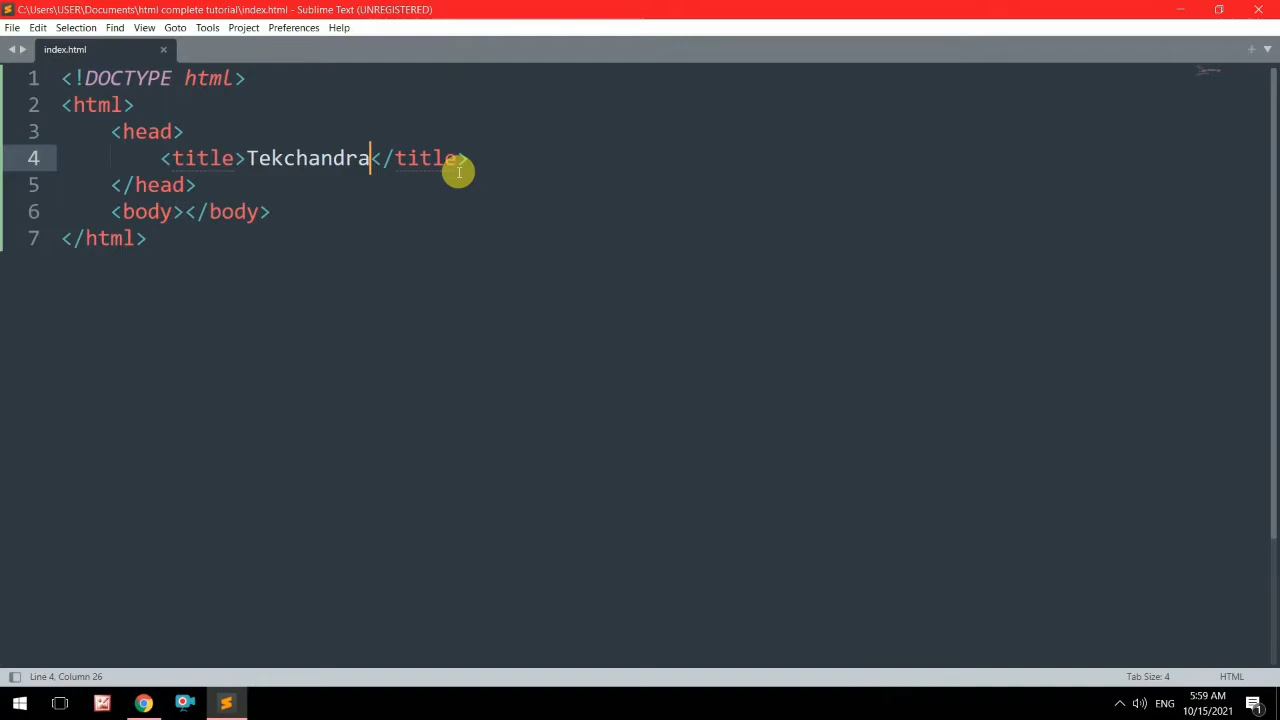 C:\Users\USER\Documents\html complete tutorial\index.html - Sublime Text (UNREGISTERED)
File Edit Selection Find View Goto Tools Project Preferences Help
index.html
1 <!DOCTYPE html>
2 <html>
3 <head>
4 <title>Tekchandra</title>
5 </head>
6 <body></body>
7 </html>
Line 4, Column 26 Tab Size: 4 HTML
ENG 5:59 AM
10/15/2021 1